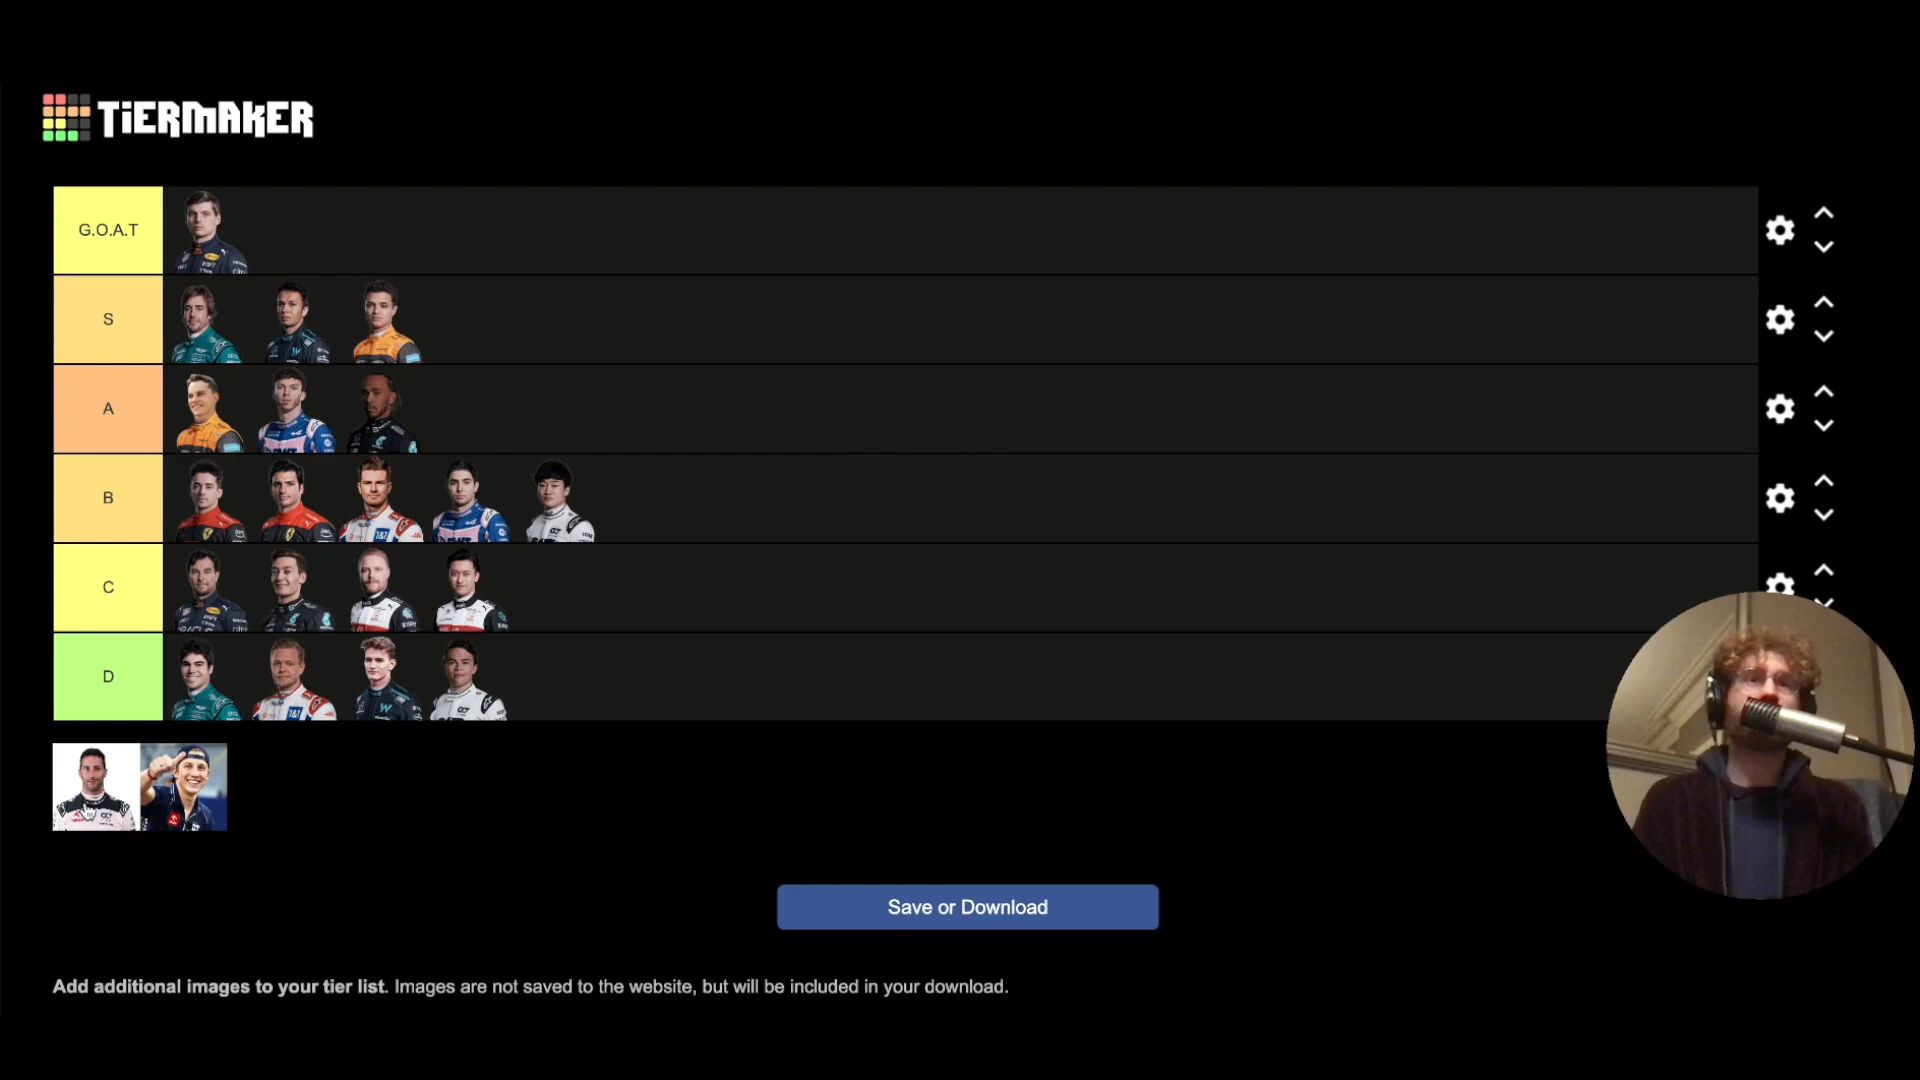 TiERMAKER
G.O.A.T
S
A
B
C
D
Save or Download
Add additional images to your tier list. Images are not saved to the website, but will be included in your download.